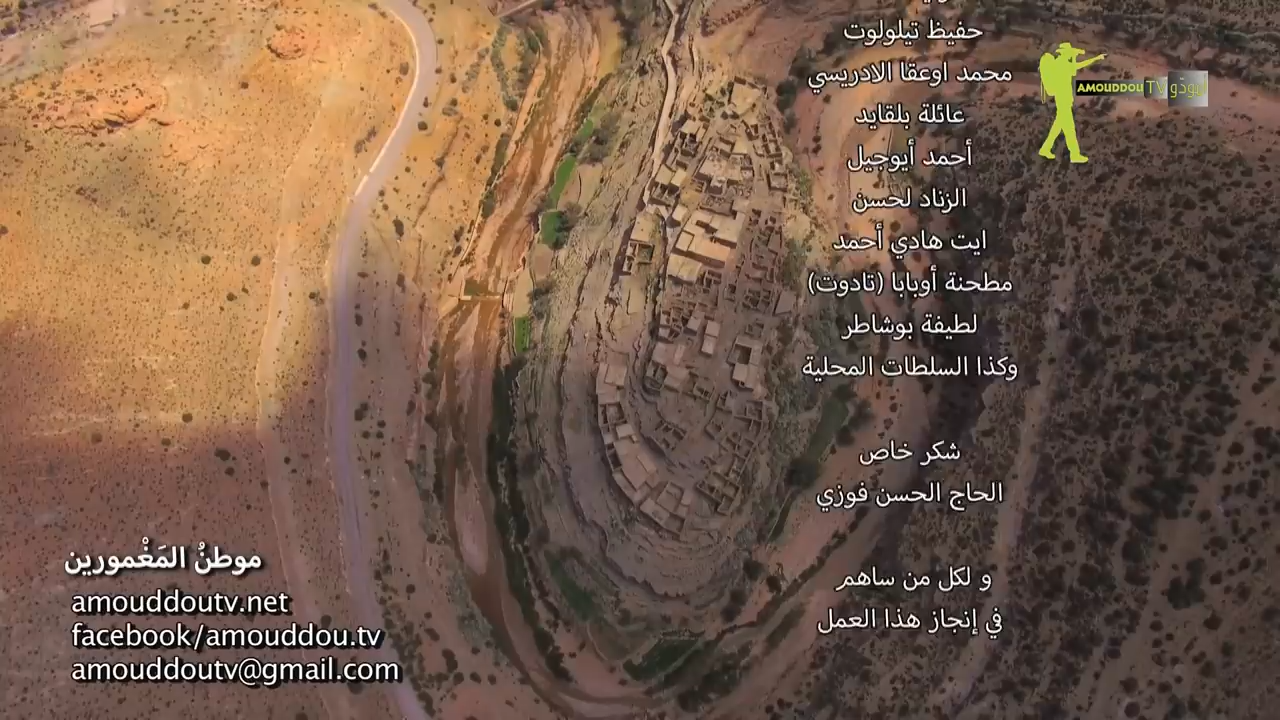 حفيظ تيلولوت
محمد اوعقا الادريسي
عائلة بلقايد
أحمد أيوجيل
الزناد لحسن
ايت هادي أحمد
مطحنة أوبابا (تادوت)
لطيفة بوشاطر
وكذا السلطات المحلية
شكر خاص
الحاج الحسن فوزي
و لكل من ساهم
في إنجاز هذا العمل
AMOUDDOU TV أمودّو
موطنُ المَغْمورين
amouddoutv.net
facebook/amouddou.tv
amouddoutv@gmail.com